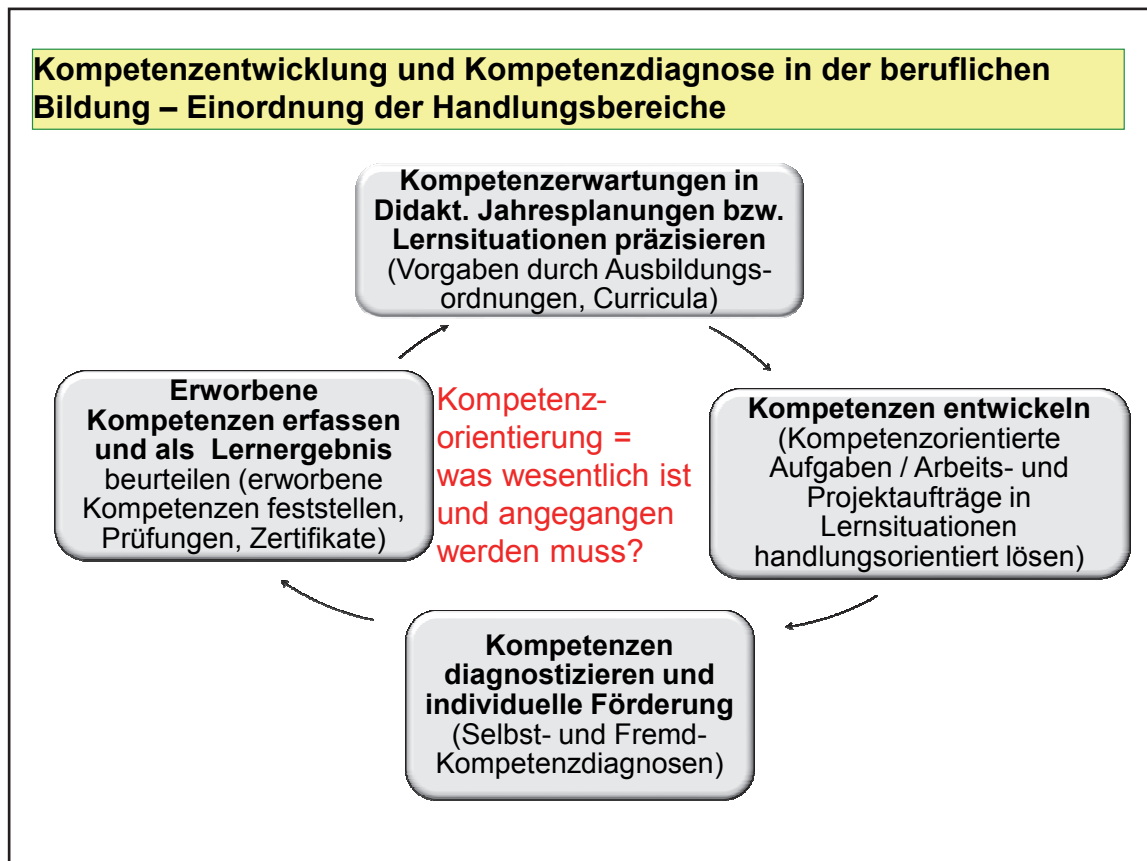 Kompetenzentwicklung und Kompetenzdiagnose in der beruflichen
Bildung – Einordnung der Handlungsbereiche
Kompetenzerwartungen in
Didakt. Jahresplanungen bzw.
Lernsituationen präzisieren
(Vorgaben durch Ausbildungs-
ordnungen, Curricula)
Kompetenzen entwickeln
(Kompetenzorientierte
Aufgaben / Arbeits- und
Projektaufträge in
Lernsituationen
handlungsorientiert lösen)
Kompetenzen
diagnostizieren und
individuelle Förderung
(Selbst- und Fremd-
Kompetenzdiagnosen)
Erworbene
Kompetenzen erfassen
und als Lernergebnis
beurteilen (erworbene
Kompetenzen feststellen,
Prüfungen, Zertifikate)
Kompetenz-
orientierung =
was wesentlich ist
und angegangen
werden muss?